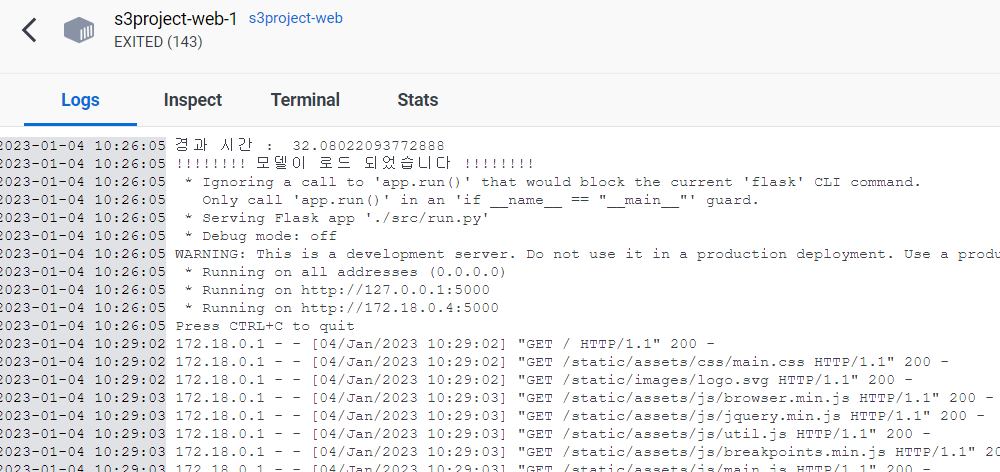 s3project-web-1 s3project-web
EXITED (143)
Logs Inspect Terminal Stats
2023-01-04 10:26:05 경과 시간 :  32.08022093772888
2023-01-04 10:26:05 !!!!!!!! 모델이 로드 되었습니다 !!!!!!!!
2023-01-04 10:26:05  * Ignoring a call to 'app.run()' that would block the current 'flask' CLI command.
2023-01-04 10:26:05    Only call 'app.run()' in an 'if __name__ == "__main__"' guard.
2023-01-04 10:26:05  * Serving Flask app './src/run.py'
2023-01-04 10:26:05  * Debug mode: off
2023-01-04 10:26:05 WARNING: This is a development server. Do not use it in a production deployment. Use a produ
2023-01-04 10:26:05  * Running on all addresses (0.0.0.0)
2023-01-04 10:26:05  * Running on http://127.0.0.1:5000
2023-01-04 10:26:05  * Running on http://172.18.0.4:5000
2023-01-04 10:26:05 Press CTRL+C to quit
2023-01-04 10:29:02 172.18.0.1 - - [04/Jan/2023 10:29:02] "GET / HTTP/1.1" 200 -
2023-01-04 10:29:02 172.18.0.1 - - [04/Jan/2023 10:29:02] "GET /static/assets/css/main.css HTTP/1.1" 200 -
2023-01-04 10:29:02 172.18.0.1 - - [04/Jan/2023 10:29:02] "GET /static/images/logo.svg HTTP/1.1" 200 -
2023-01-04 10:29:03 172.18.0.1 - - [04/Jan/2023 10:29:03] "GET /static/assets/js/browser.min.js HTTP/1.1" 200 -
2023-01-04 10:29:03 172.18.0.1 - - [04/Jan/2023 10:29:03] "GET /static/assets/js/jquery.min.js HTTP/1.1" 200 -
2023-01-04 10:29:03 172.18.0.1 - - [04/Jan/2023 10:29:03] "GET /static/assets/js/util.js HTTP/1.1" 200 -
2023-01-04 10:29:03 172.18.0.1 - - [04/Jan/2023 10:29:03] "GET /static/assets/js/breakpoints.min.js HTTP/1.1" 20
2023-01-04 10:29:03 172.18.0.1 - - [04/Jan/2023 10:29:03] "GET /static/assets/js/main.js HTTP/1.1" 200 -